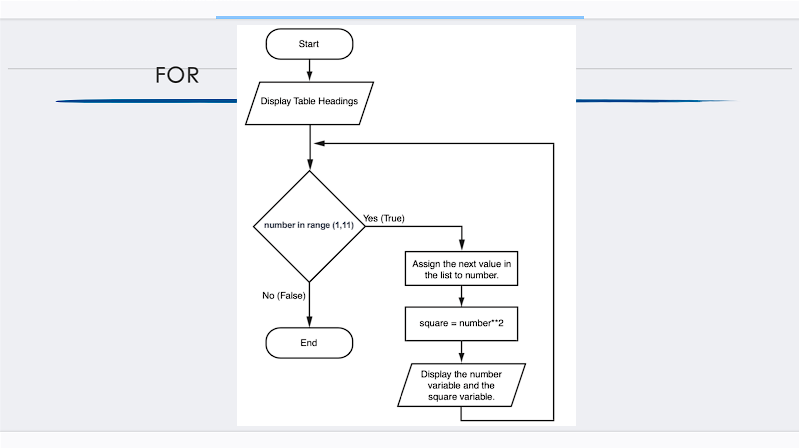 FOR
Start
Display Table Headings
number in range (1,11)
Yes (True)
Assign the next value in
the list to number.
square = number**2
Display the number
variable and the
square variable.
No (False)
End